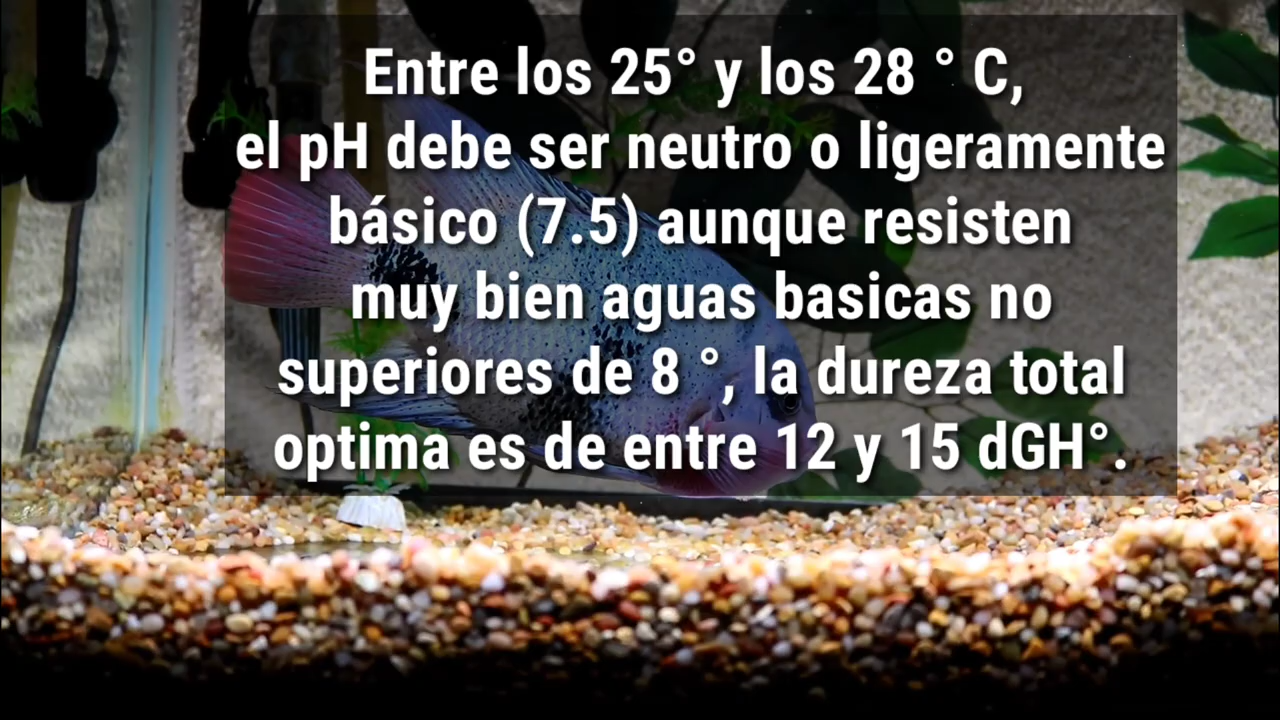 Entre los 25° y los 28 ° C,
el pH debe ser neutro o ligeramente
básico (7.5) aunque resisten
muy bien aguas basicas no
superiores de 8 °, la dureza total
optima es de entre 12 y 15 dGH°.